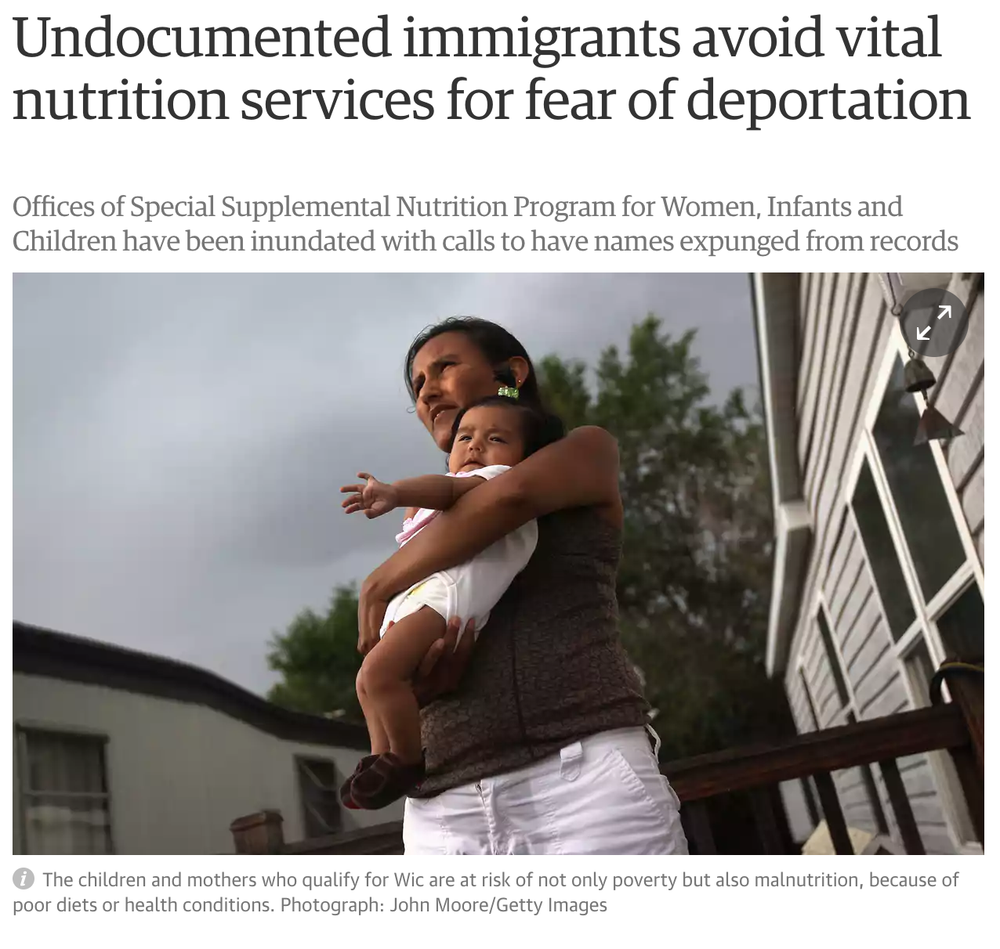 Undocumented immigrants avoid vital
nutrition services for fear of deportation
Offices of Special Supplemental Nutrition Program for Women, Infants and
Children have been inundated with calls to have names expunged from records
The children and mothers who qualify for Wic are at risk of not only poverty but also malnutrition, because of
poor diets or health conditions. Photograph: John Moore/Getty Images